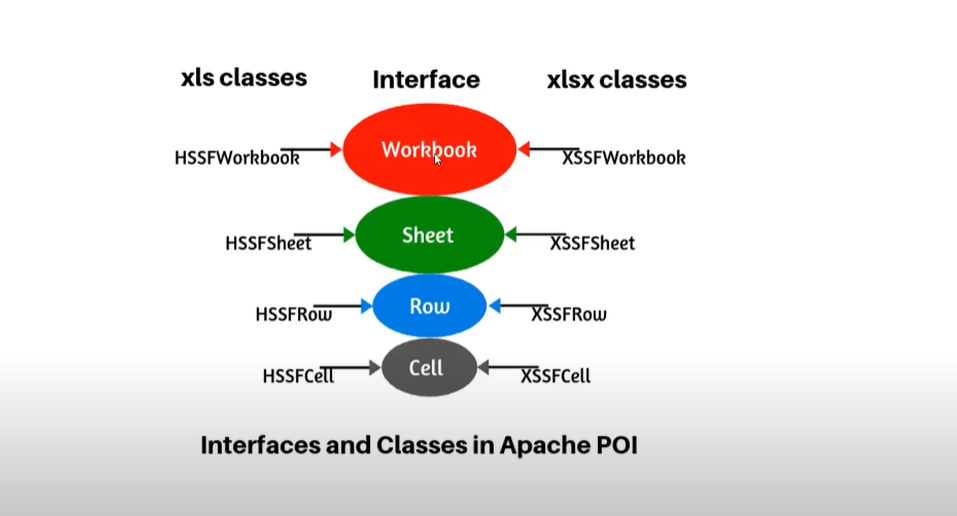 xls classes Interface xlsx classes
HSSFWorkbook Workbook XSSFWorkbook
HSSFSheet Sheet XSSFSheet
HSSFRow Row XSSFRow
HSSFCell Cell XSSFCell
Interfaces and Classes in Apache POI